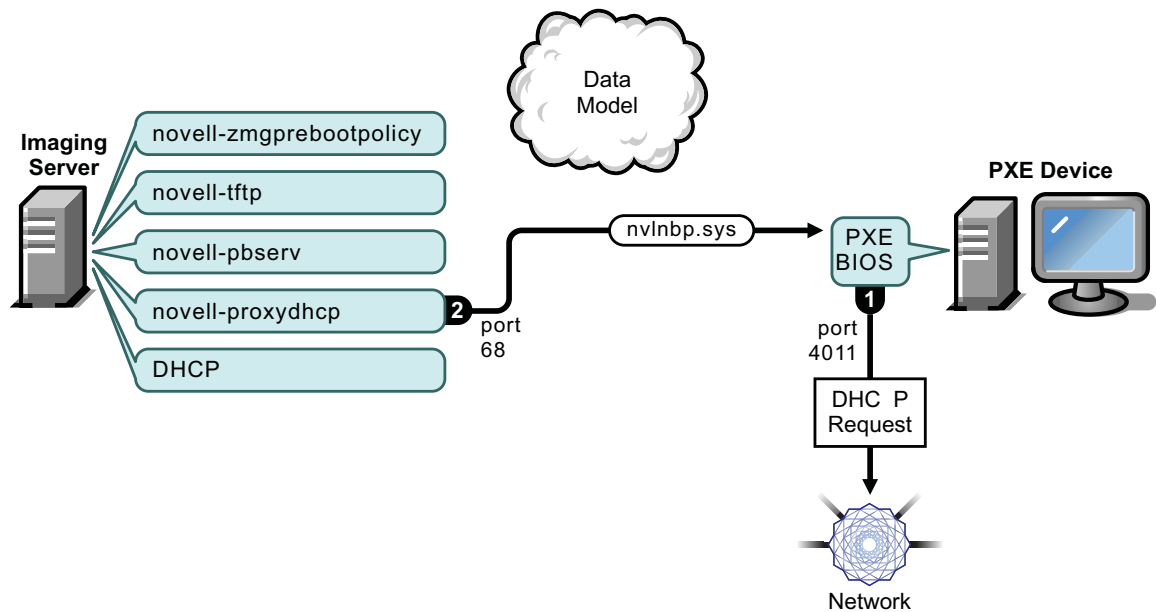 Data
Model
Imaging
Server
novell-zmgprebootpolicy
novell-tftp
novell-pbserv
novell-proxydhcp
DHCP
2
port
68
nvlnbp.sys
PXE
BIOS
PXE Device
1
port
4011
DHC P
Request
Network